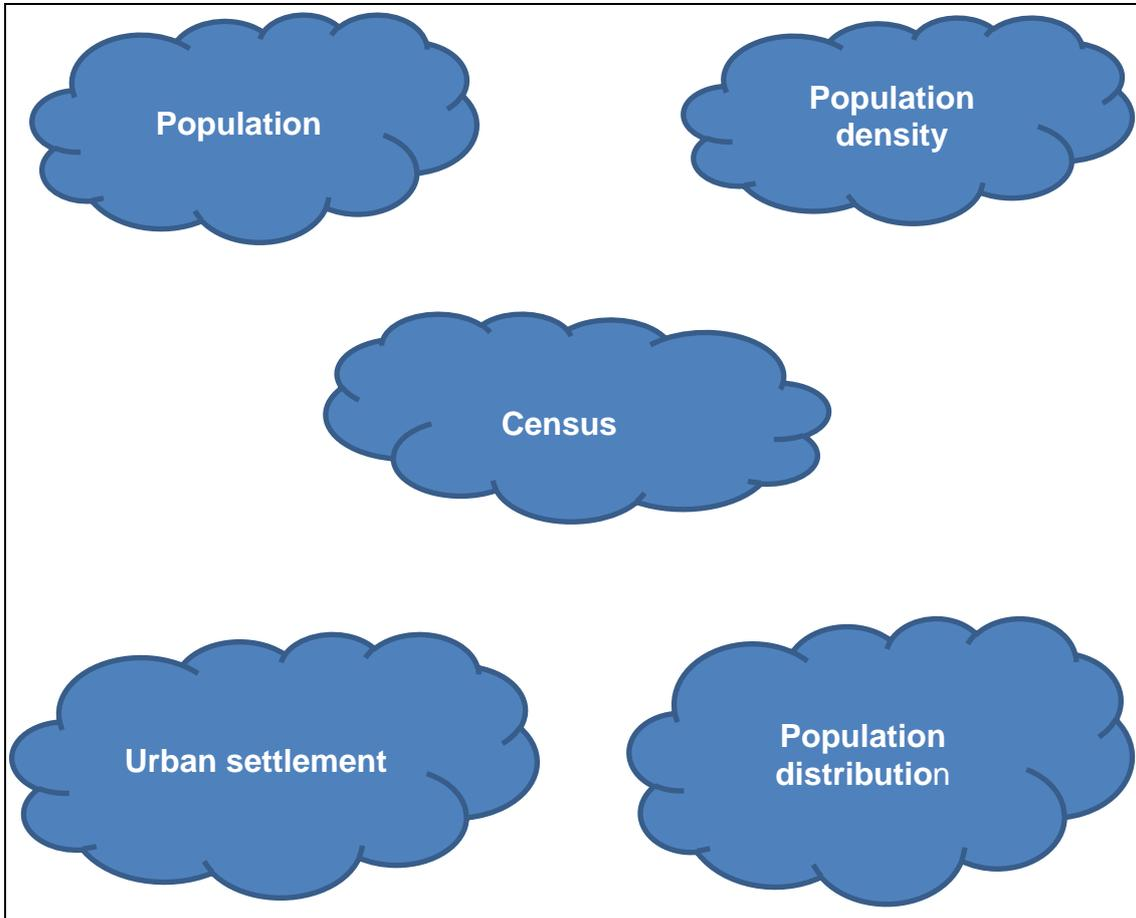 Population
Population
density
Census
Urban settlement
Population
distribution